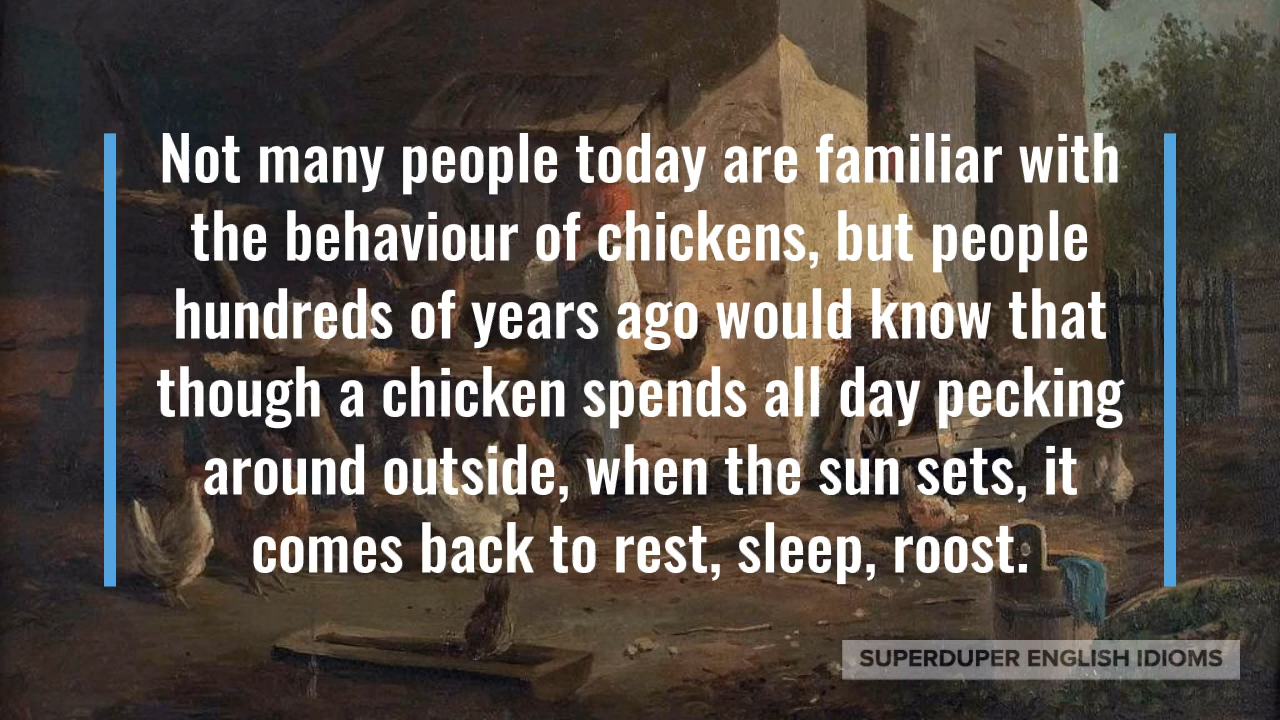 Not many people today are familiar with
the behaviour of chickens, but people
hundreds of years ago would know that
though a chicken spends all day pecking
around outside, when the sun sets, it
comes back to rest, sleep, roost.
SUPERDUPER ENGLISH IDIOMS